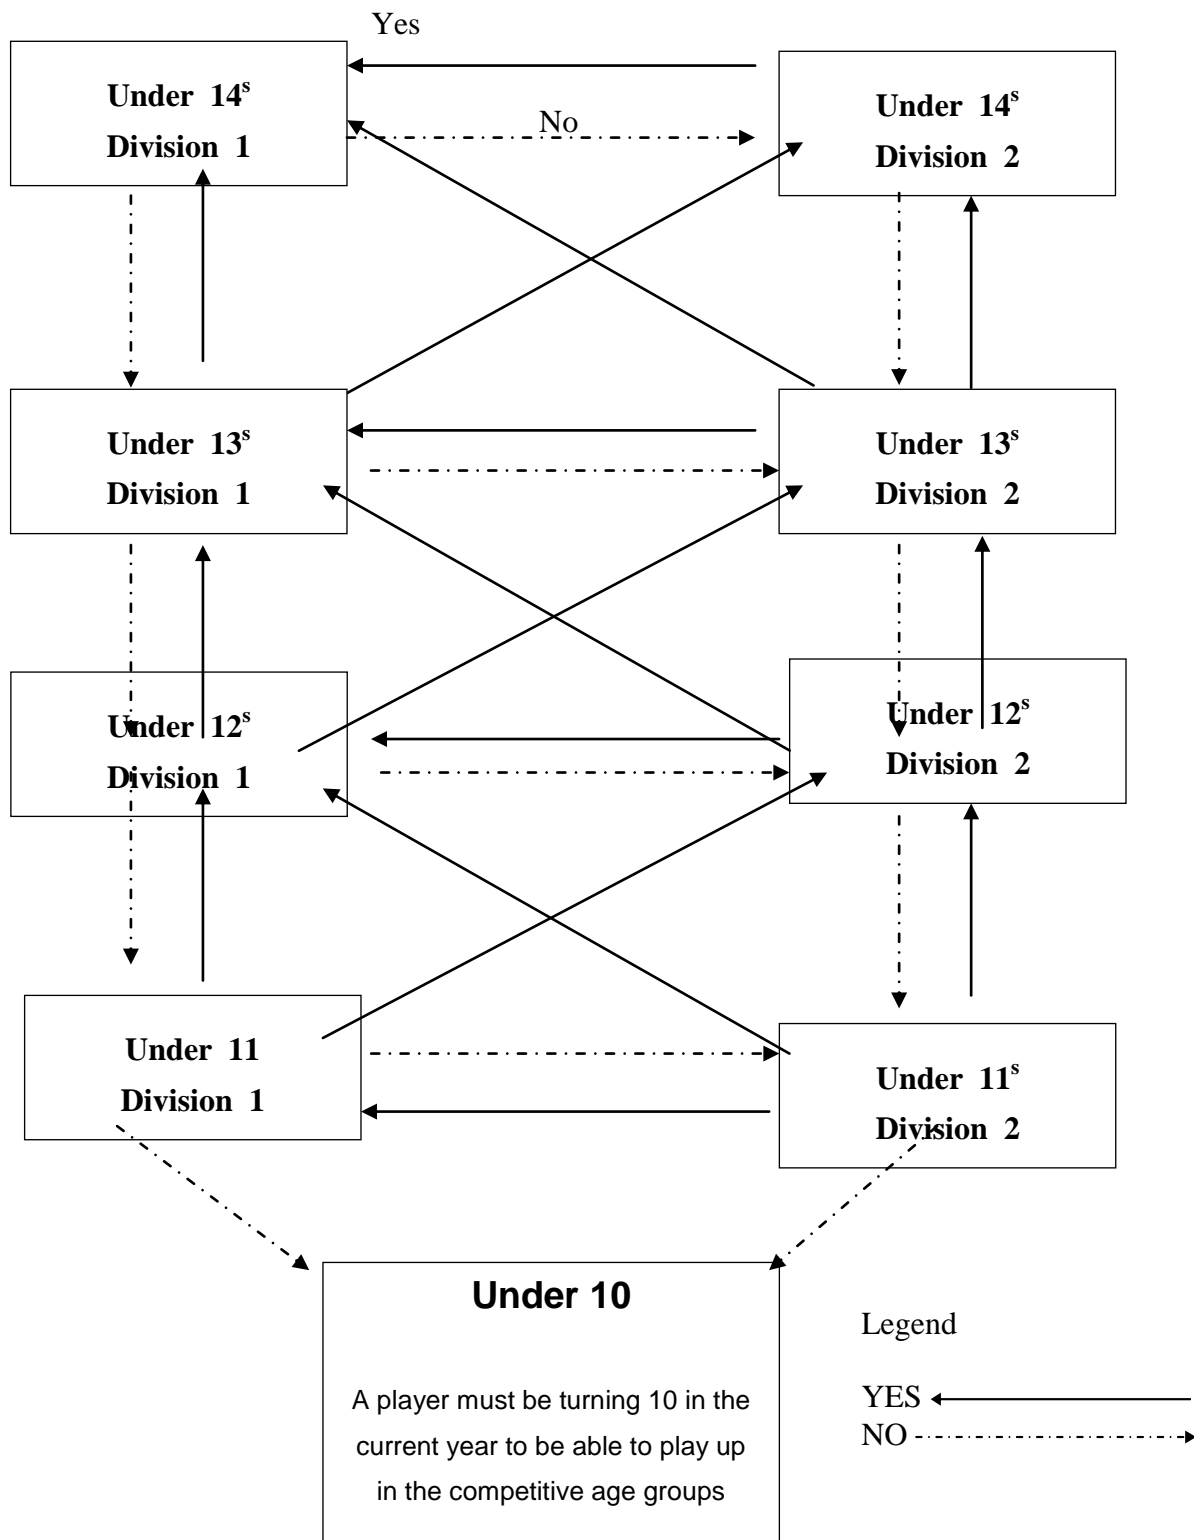 Yes
Under 14s
Division 1
No
Under 14s
Division 2
Under 13s
Division 1
Under 13s
Division 2
Under 12s
Division 1
Under 12s
Division 2
Under 11
Division 1
Under 11s
Division 2
Under 10
A player must be turning 10 in the
current year to be able to play up
in the competitive age groups
Legend
YES
NO